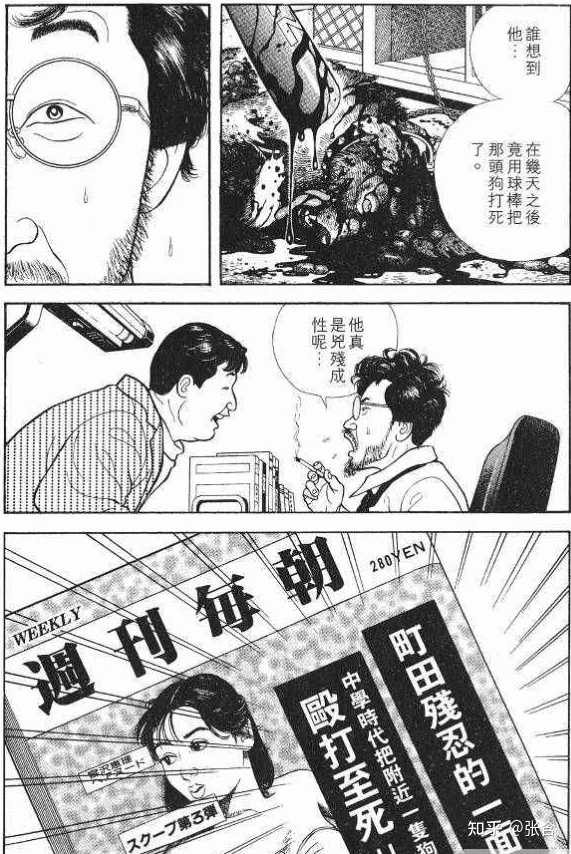 誰想到
他…
在幾天之後
竟用球棒把
那頭狗打死
了。
他真
是兇殘成
性呢…
WEEKLY
週刊每朝
280YEN
町田殘忍的一面
中學時代把附近一隻狗
毆打至死
スクープ第3弾
知乎